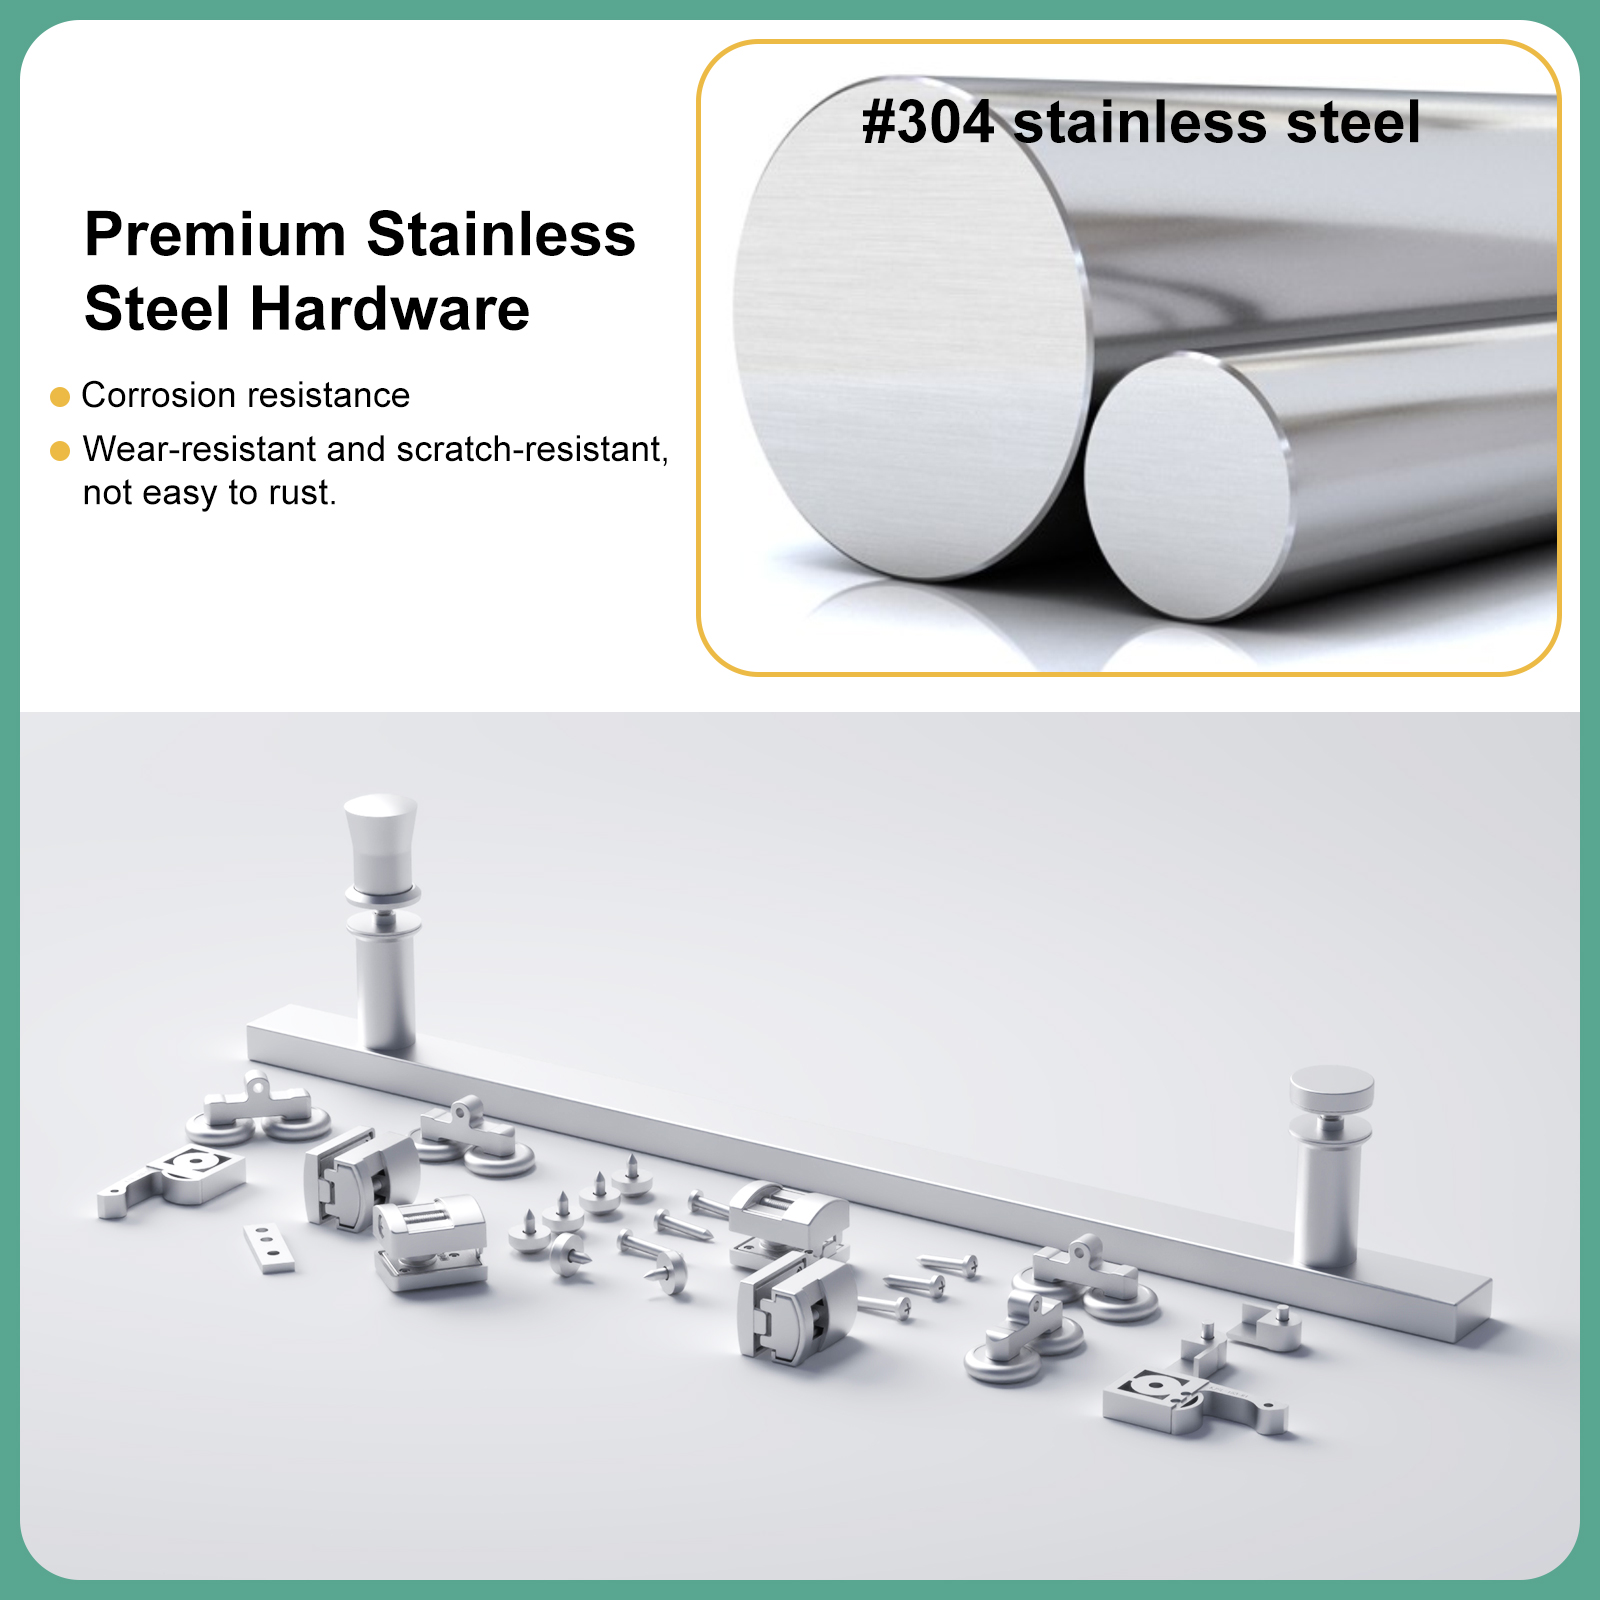 #304 stainless steel
Premium Stainless
Steel Hardware
Corrosion resistance
Wear-resistant and scratch-resistant,
not easy to rust.